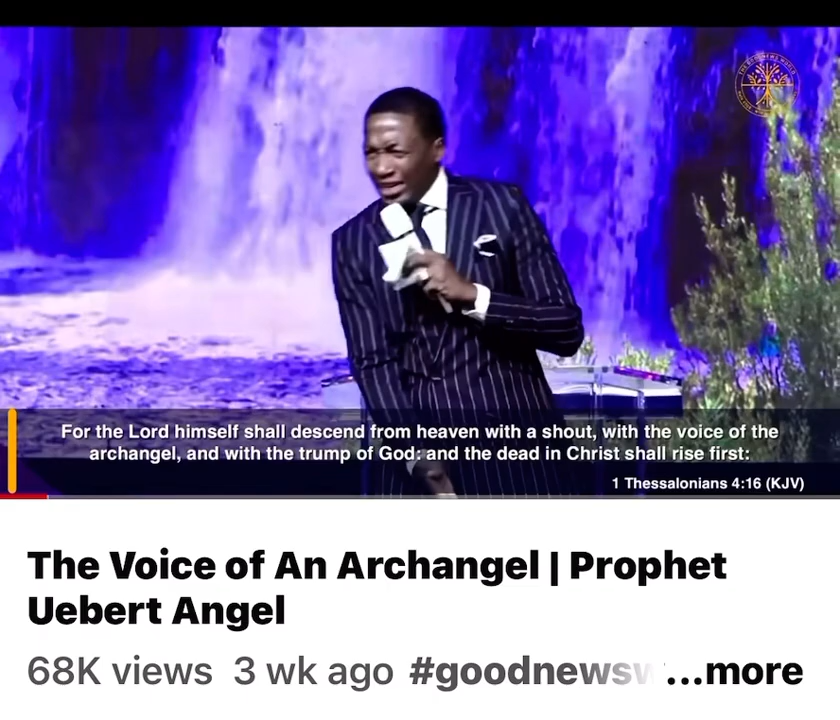 For the Lord himself shall descend from heaven with a shout, with the voice of the
archangel, and with the trump of God: and the dead in Christ shall rise first:
1 Thessalonians 4:16 (KJV)
The Voice of An Archangel | Prophet
Uebert Angel
68K views 3 wk ago #goodnewsw ...more